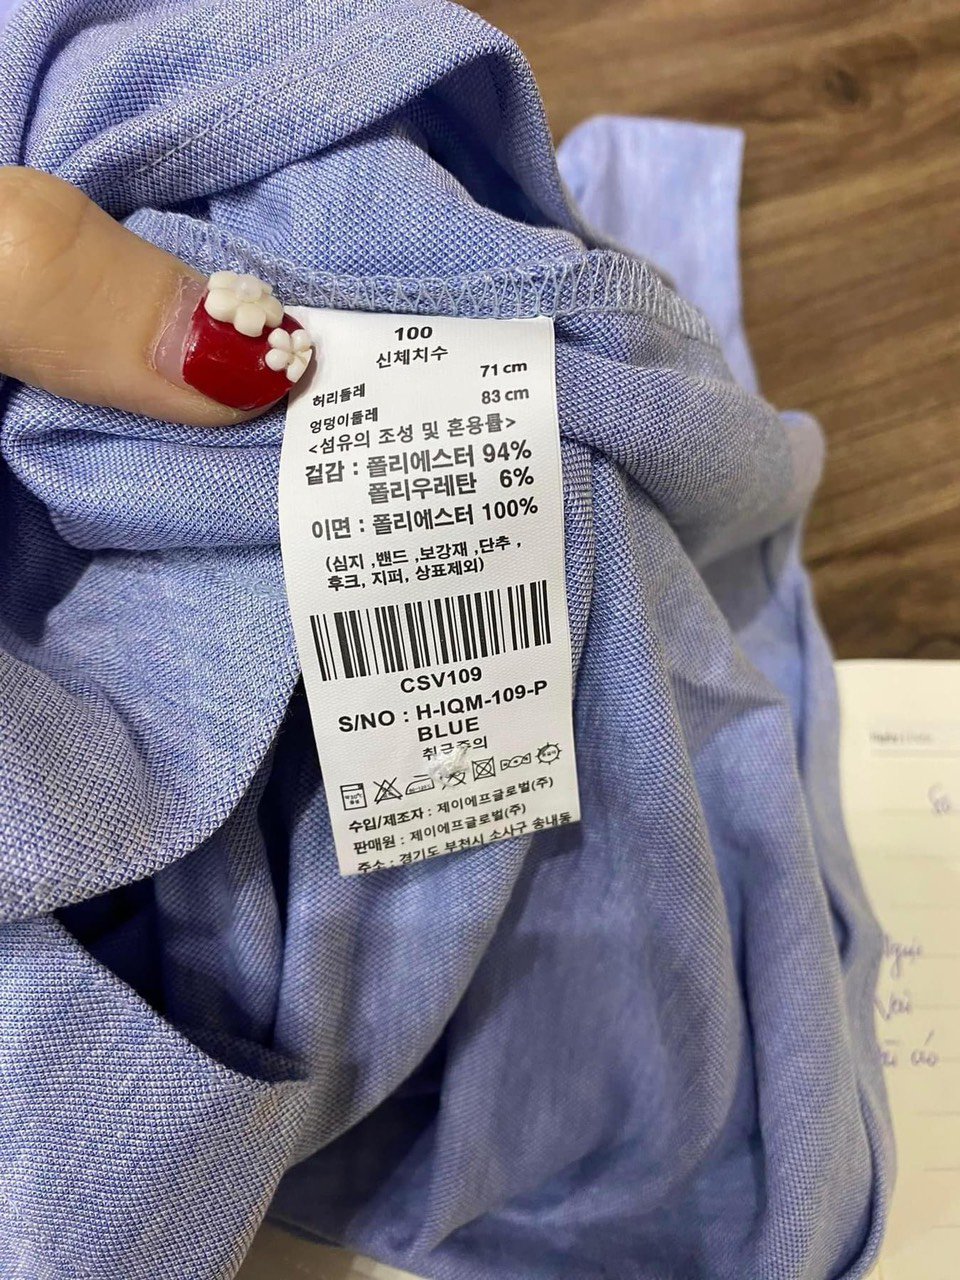 100
신체치수
허리둘레 71 cm
엉덩이둘레 83 cm
<섬유의 조성 및 혼용률>
겉감 : 폴리에스터 94%
폴리우레탄 6%
이면 : 폴리에스터 100%
(심지 ,밴드 ,보강재 ,단추 ,
후크, 지퍼, 상표제외)
CSV109
S/NO : H-IQM-109-P
BLUE
취급주의
수입/제조자 : 제이에프글로벌(주)
판매원 : 제이에프글로벌(주)
주소 : 경기도 부천시 소사구 송내동